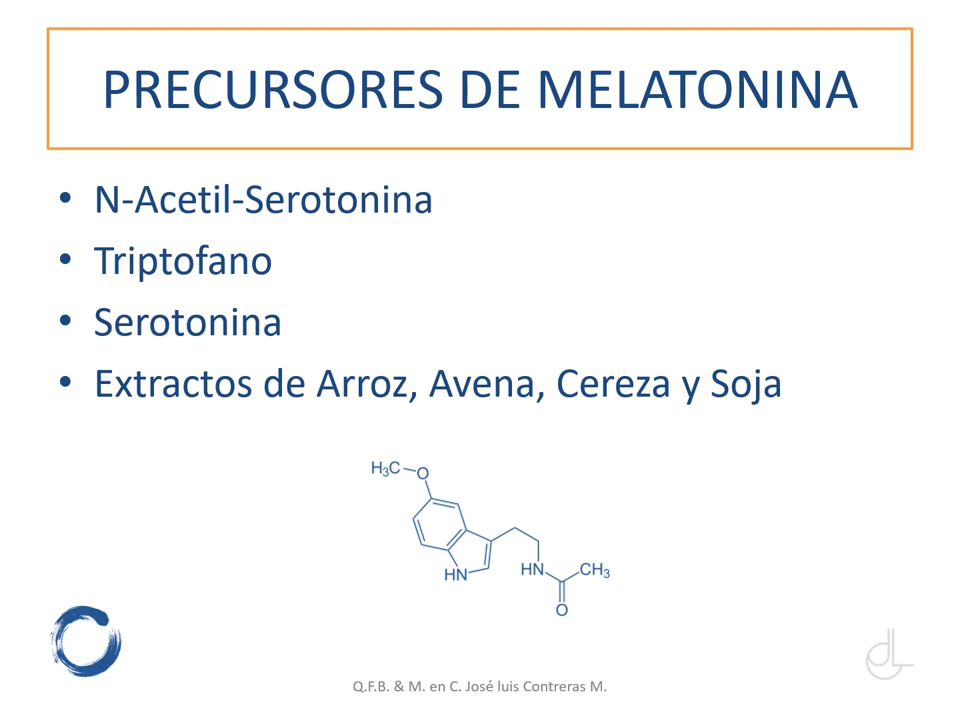 PRECURSORES DE MELATONINA
• N-Acetil-Serotonina
• Triptofano
• Serotonina
• Extractos de Arroz, Avena, Cereza y Soja
H₃C
O
HN
HN
CH₃
O
dL
Q.F.B. & M. en C. José luis Contreras M.